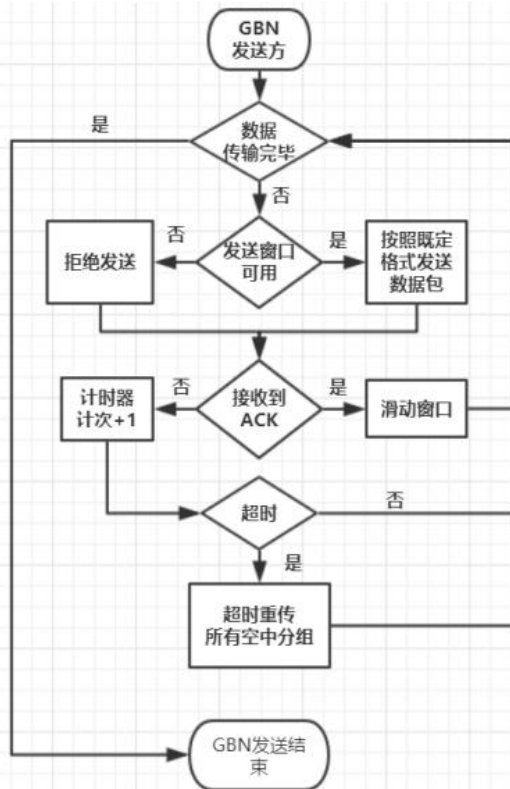 GBN
发送方
是
数据
传输完毕
否
否
发送窗口
可用
是
拒绝发送
按照既定
格式发送
数据包
计时器
计次+1
否
接收到
ACK
是
滑动窗口
超时
否
是
超时重传
所有空中分组
GBN发送结
束